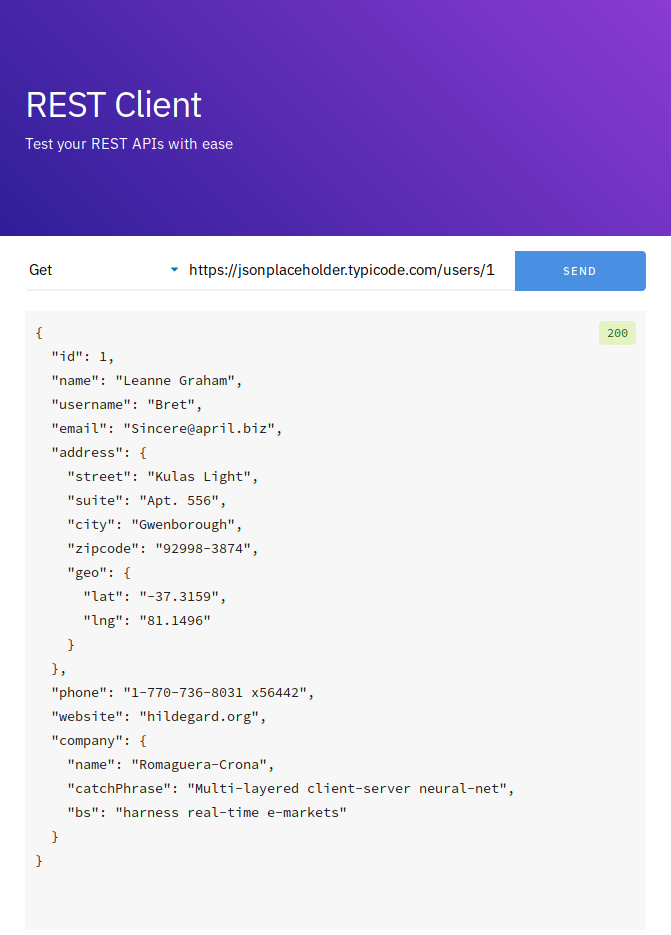 REST Client
Test your REST APIs with ease
Get https://jsonplaceholder.typicode.com/users/1 SEND
200
{
  "id": 1,
  "name": "Leanne Graham",
  "username": "Bret",
  "email": "Sincere@april.biz",
  "address": {
    "street": "Kulas Light",
    "suite": "Apt. 556",
    "city": "Gwenborough",
    "zipcode": "92998-3874",
    "geo": {
      "lat": "-37.3159",
      "lng": "81.1496"
    }
  },
  "phone": "1-770-736-8031 x56442",
  "website": "hildegard.org",
  "company": {
    "name": "Romaguera-Crona",
    "catchPhrase": "Multi-layered client-server neural-net",
    "bs": "harness real-time e-markets"
  }
}